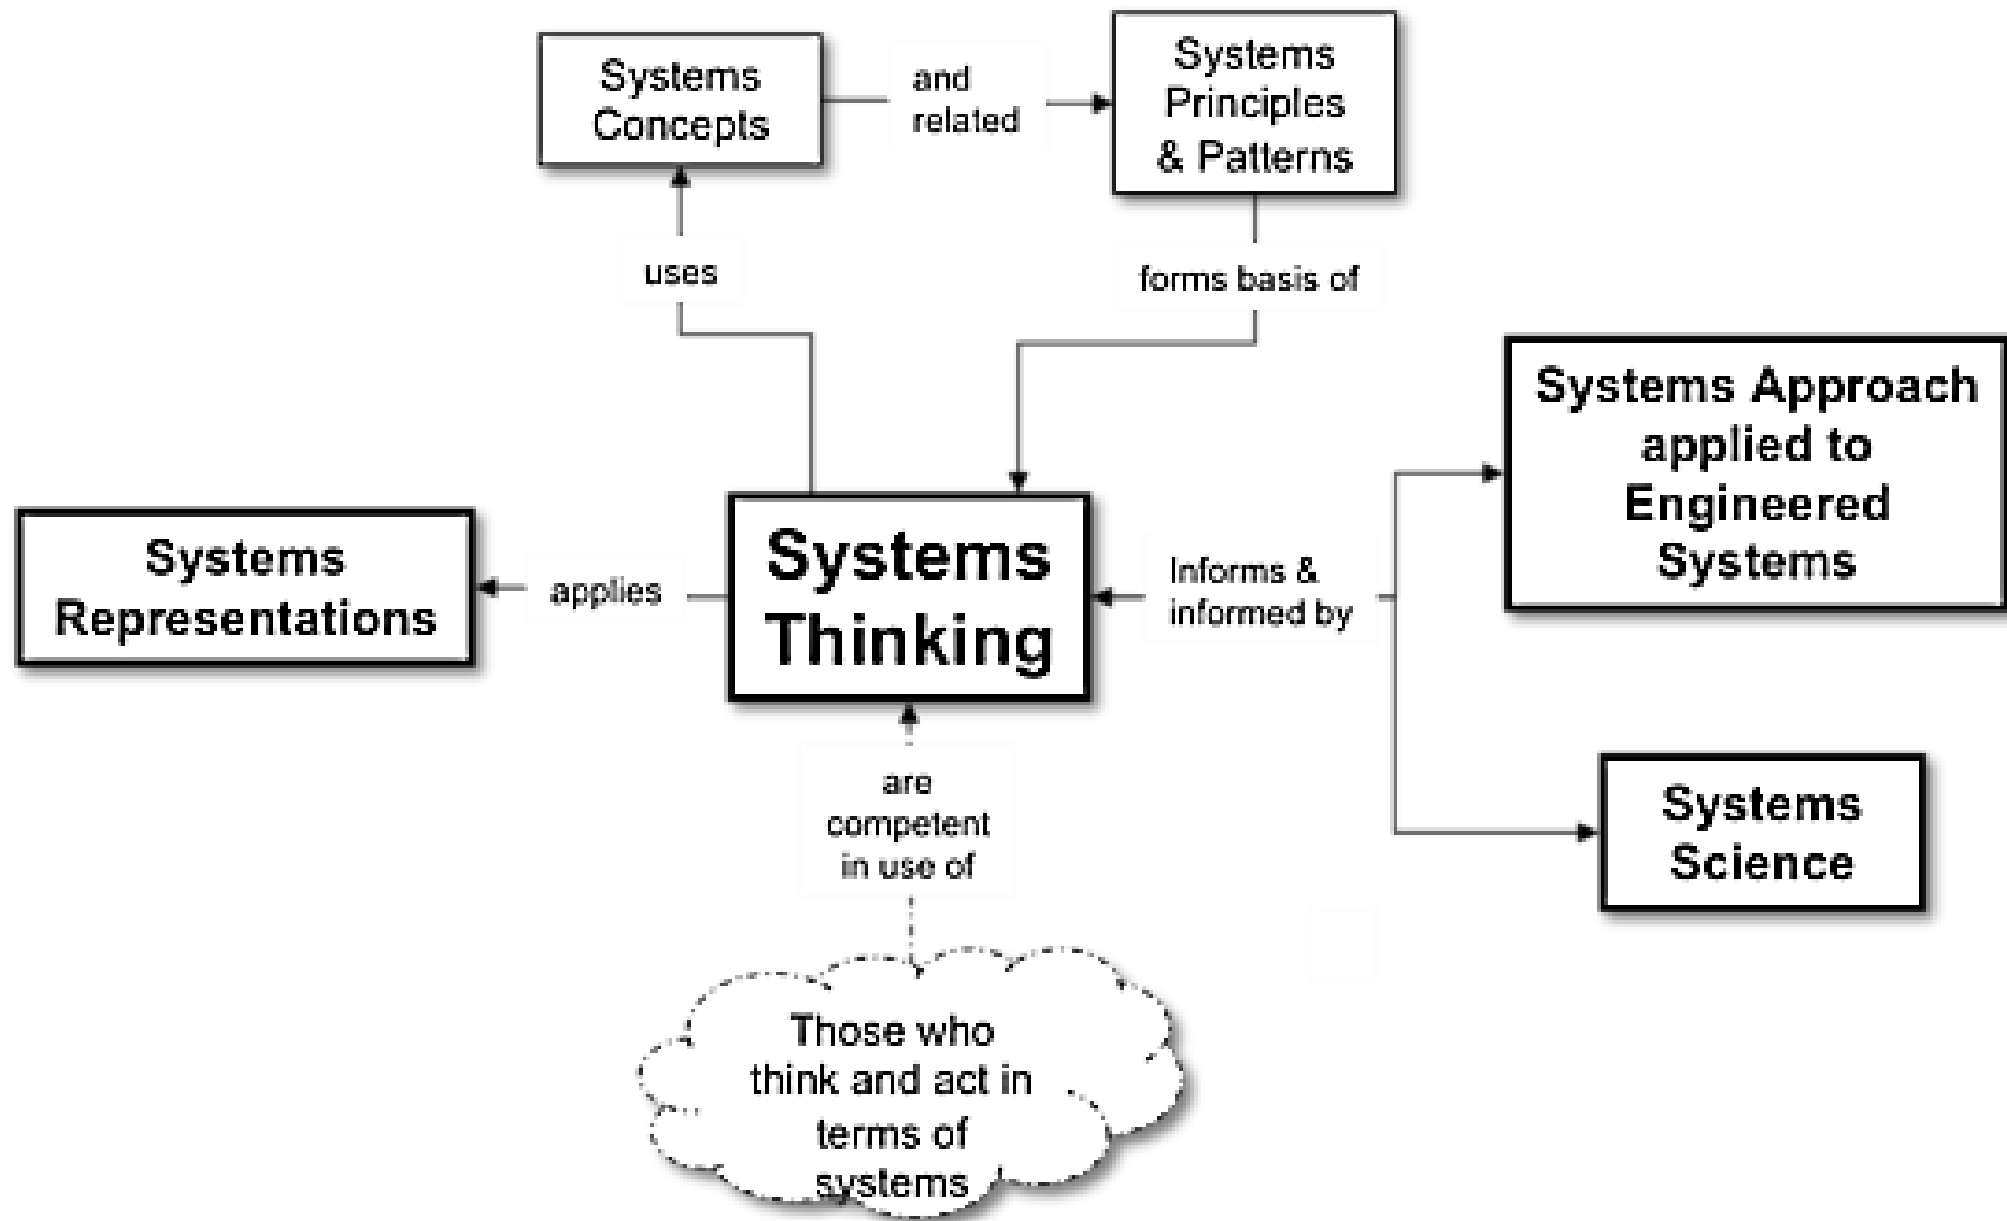 Systems
Concepts
and
related
Systems
Principles
& Patterns
uses
forms basis of
Systems Approach
applied to
Engineered
Systems
Systems
Representations
applies
Systems
Thinking
Informs &
informed by
are
competent
in use of
Systems
Science
Those who
think and act in
terms of
systems